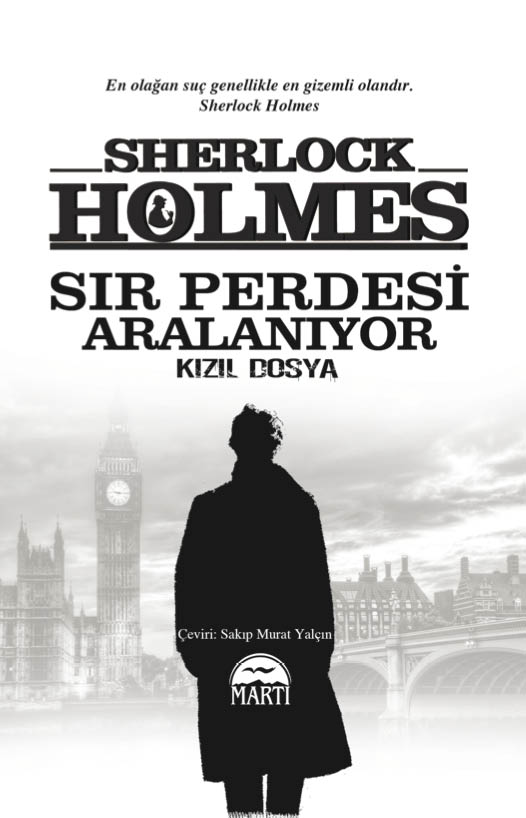 En olağan suç genellikle en gizemli olandır.
Sherlock Holmes
SHERLOCK
HOLMES
SIR PERDESİ
ARALANIYOR
KIZIL DOSYA
Çeviri: Sakıp Murat Yalçın
MARTI